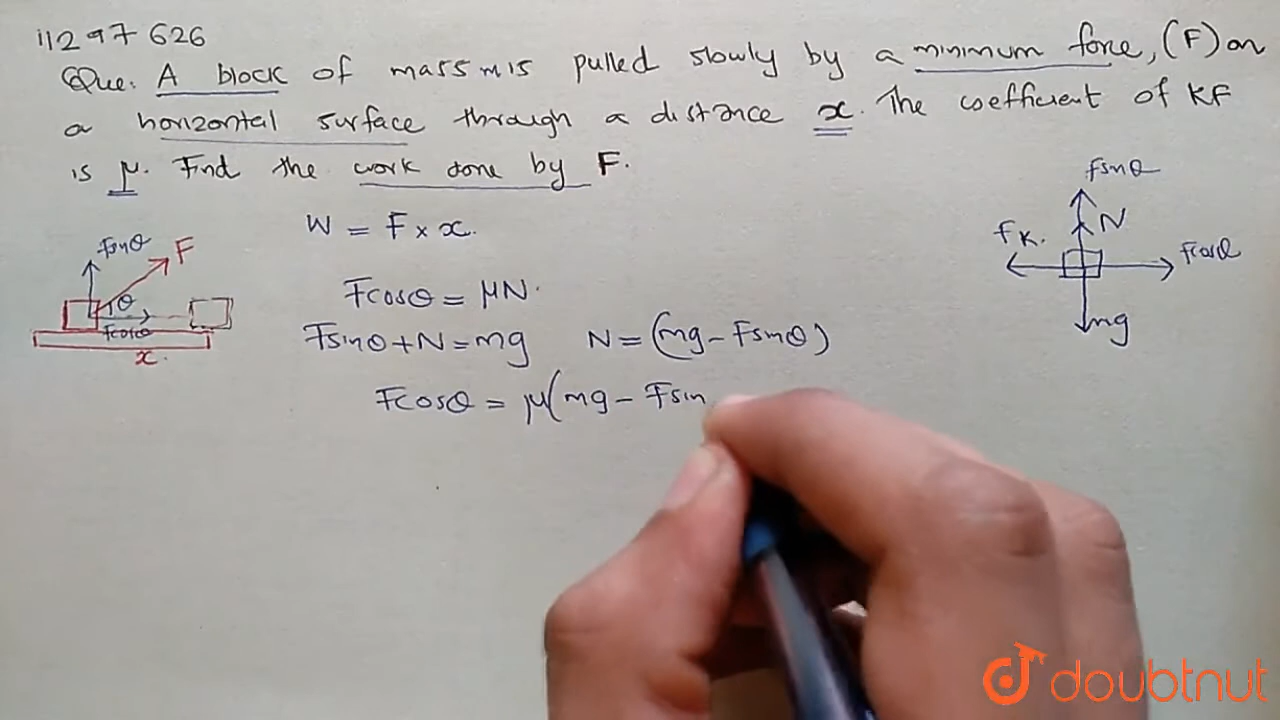 11297626
Que. A block of mass m is pulled slowly by a minimum force, (F) on
a horizontal surface through a distance x. The coefficient of KF
is μ. Find the work done by F.
fsinθ
W = F × x.
N
fK.
Fcosθ
mg
Fsinθ
F
θ
Fcosθ
x.
Fcosθ = μN.
Fsinθ + N = mg N = (mg - Fsinθ)
Fcosθ = μ(mg - Fsin
doubtnut